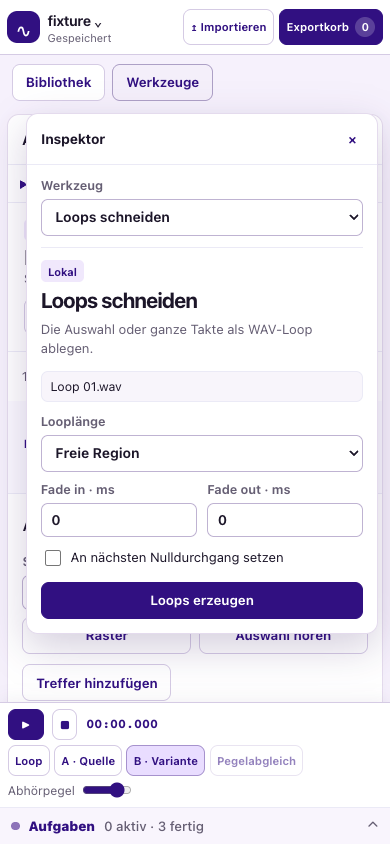 fixture
Gespeichert
Importieren
Exportkorb 0
Bibliothek
Werkzeuge
Inspektor
×
Werkzeug
Loops schneiden
Lokal
Loops schneiden
Die Auswahl oder ganze Takte als WAV-Loop
ablegen.
Loop 01.wav
Looplänge
Freie Region
Fade in · ms Fade out · ms
0 0
An nächsten Nulldurchgang setzen
Loops erzeugen
Raster Auswahl hören
Treffer hinzufügen
00:00.000
Loop A · Quelle B · Variante Pegelabgleich
Abhörpegel
Aufgaben 0 aktiv · 3 fertig